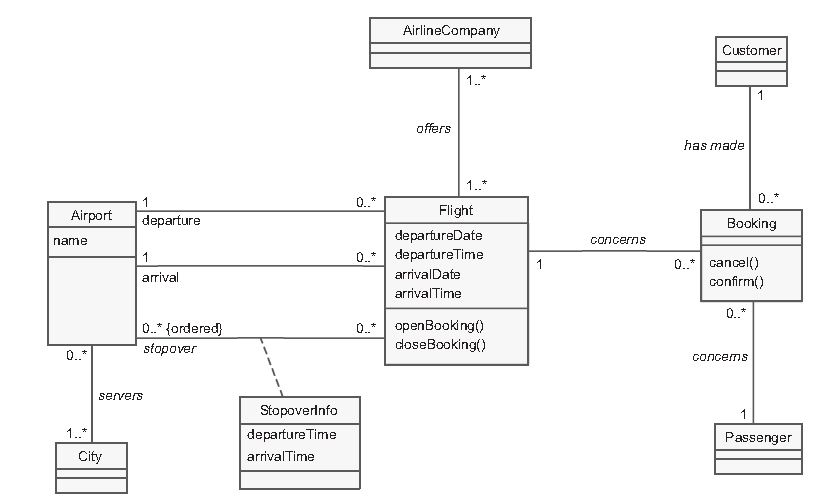 AirlineCompany
Customer
1..*
1
offers
has made
1..*
0..*
Airport
name
1
departure
0..*
Flight
departureDate
departureTime
arrivalDate
arrivalTime
openBooking()
closeBooking()
concerns
1
0..*
Booking
cancel()
confirm()
1
arrival
0..*
0..* {ordered}
stopover
0..*
0..*
0..*
concerns
servers
1..*
1
StopoverInfo
departureTime
arrivalTime
City
Passenger